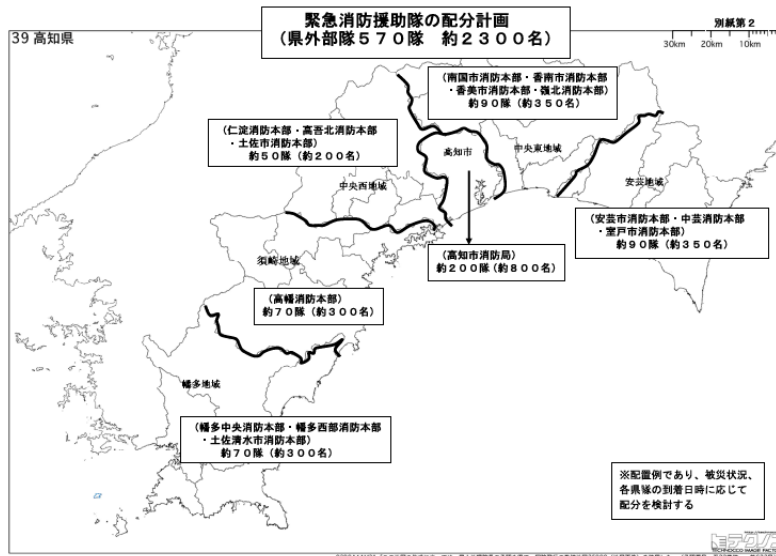 緊急消防援助隊の配分計画
（県外部隊５７０隊　約２３００名）
別紙第２
39 高知県
30km 20km 10km
（南国市消防本部・香南市消防本部
・香美市消防本部・嶺北消防本部）
約９０隊（約３５０名）
（仁淀消防本部・高吾北消防本部
・土佐市消防本部）
約５０隊（約２００名）
高知市
中央東地域
中央西地域
安芸地域
（安芸市消防本部・中芸消防本部
・室戸市消防本部）
約９０隊（約３５０名）
須崎地域
（高知市消防局）
約２００隊（約８００名）
（高幡消防本部）
約７０隊（約３００名）
幡多地域
（幡多中央消防本部・幡多西部消防本部
・土佐清水市消防本部）
約７０隊（約３００名）
※配置例であり、被災状況、
各県隊の到着日時に応じて
配分を検討する